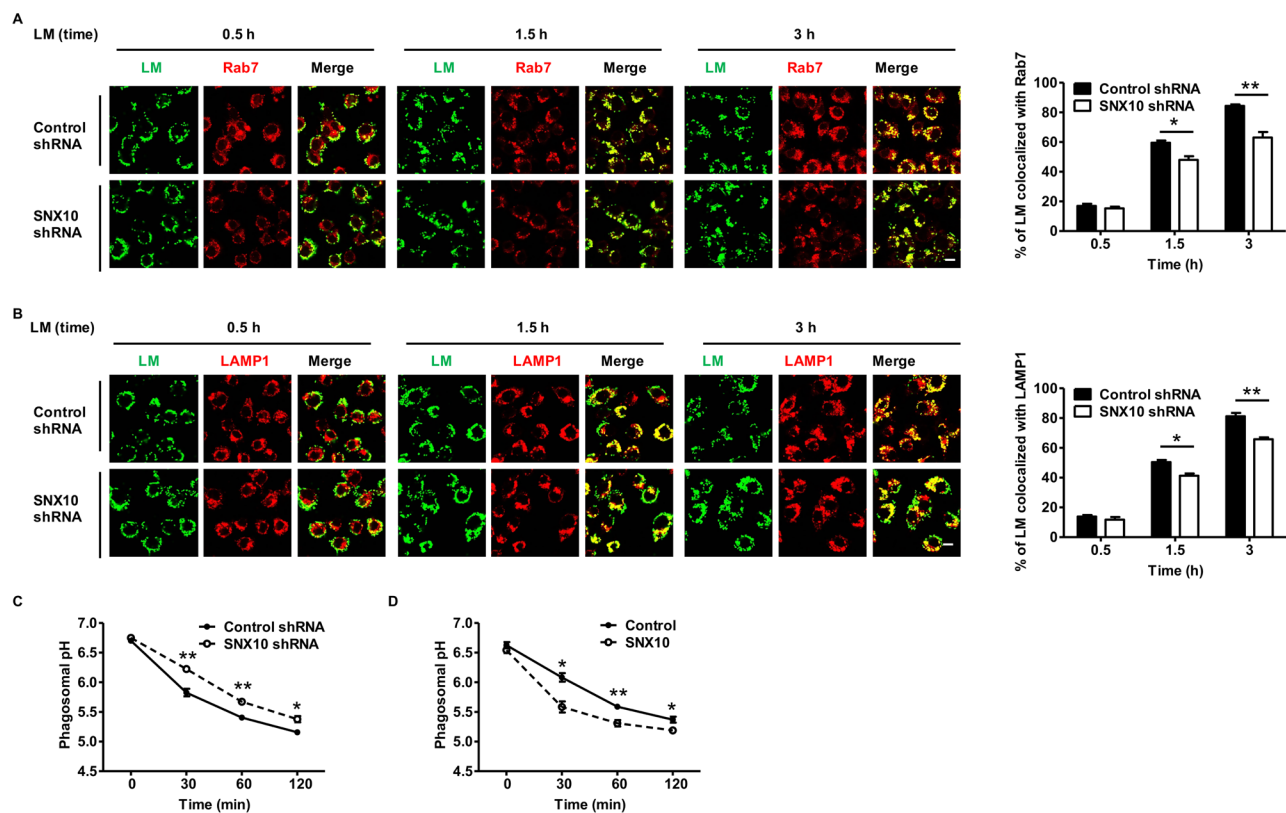 A
LM (time) 0.5 h 1.5 h 3 h
LM Rab7 Merge LM Rab7 Merge LM Rab7 Merge
Control
shRNA
SNX10
shRNA
% of LM colocalized with Rab7
100
80
60
40
20
0
Control shRNA
SNX10 shRNA
*
**
0.5 1.5 3
Time (h)
B
LM (time) 0.5 h 1.5 h 3 h
LM LAMP1 Merge LM LAMP1 Merge LM LAMP1 Merge
Control
shRNA
SNX10
shRNA
% of LM colocalized with LAMP1
100
80
60
40
20
0
Control shRNA
SNX10 shRNA
*
**
0.5 1.5 3
Time (h)
C
Phagosomal pH
7.0
6.5
6.0
5.5
5.0
4.5
Control shRNA
SNX10 shRNA
**
**
*
0 30 60 120
Time (min)
D
Phagosomal pH
7.0
6.5
6.0
5.5
5.0
4.5
Control
SNX10
*
**
*
0 30 60 120
Time (min)